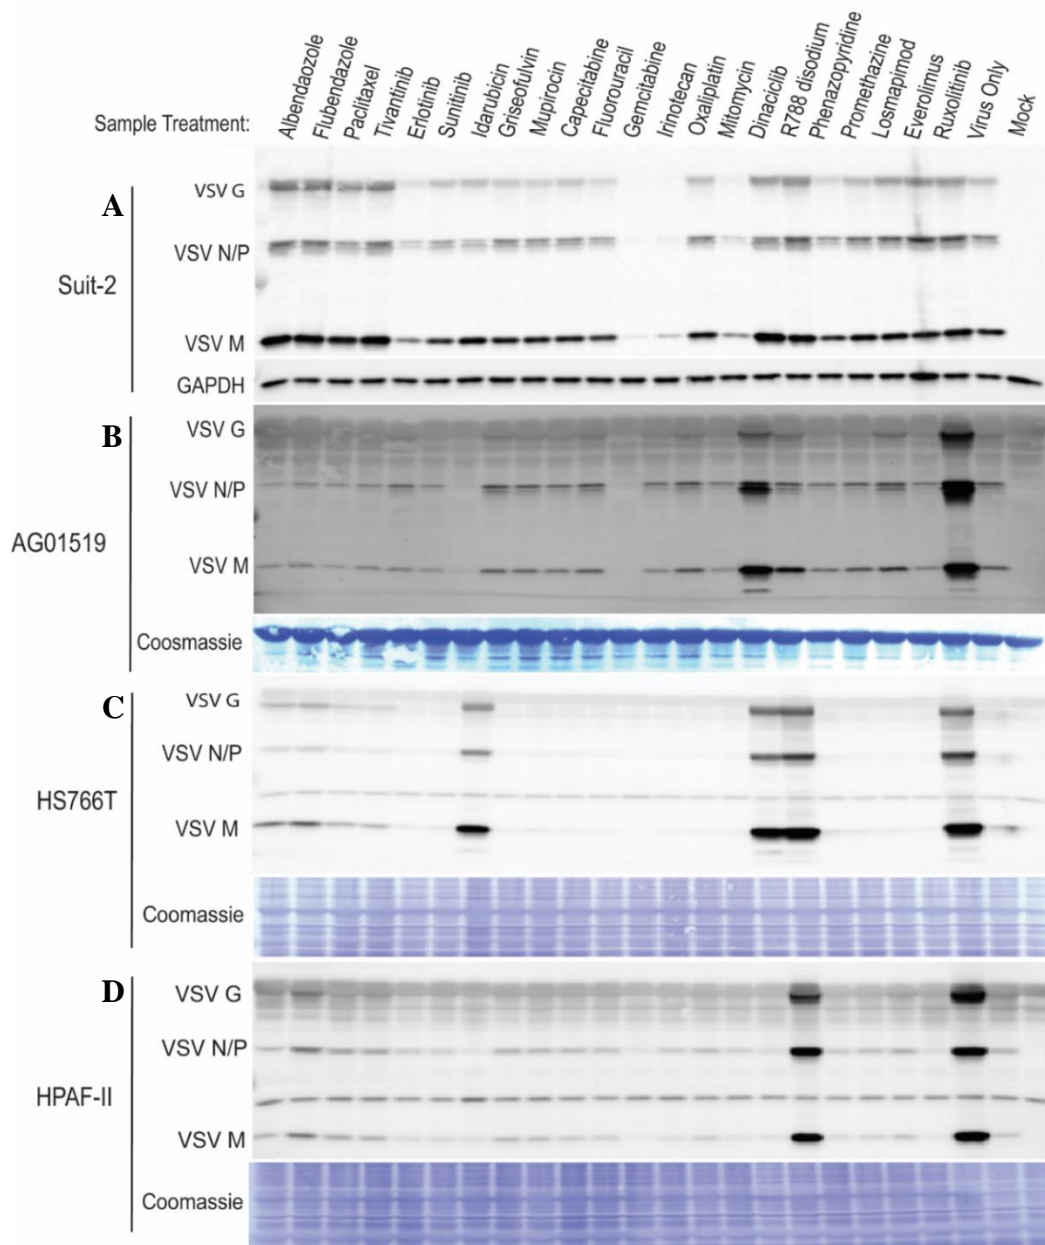 Sample Treatment:
Albendaozole
Flubendazole
Paclitaxel
Tivantinib
Erlotinib
Sunitinib
Idarubicin
Griseofulvin
Mupirocin
Capecitabine
Fluorouracil
Gemcitabine
Irinotecan
Oxaliplatin
Mitomycin
Dinaciclib
R788 disodium
Phenazopyridine
Promethazine
Losmapimod
Everolimus
Ruxolitinib
Virus Only
Mock
A
Suit-2
VSV G
VSV N/P
VSV M
GAPDH
B
AG01519
VSV G
VSV N/P
VSV M
Coosmassie
C
HS766T
VSV G
VSV N/P
VSV M
Coomassie
D
HPAF-II
VSV G
VSV N/P
VSV M
Coomassie